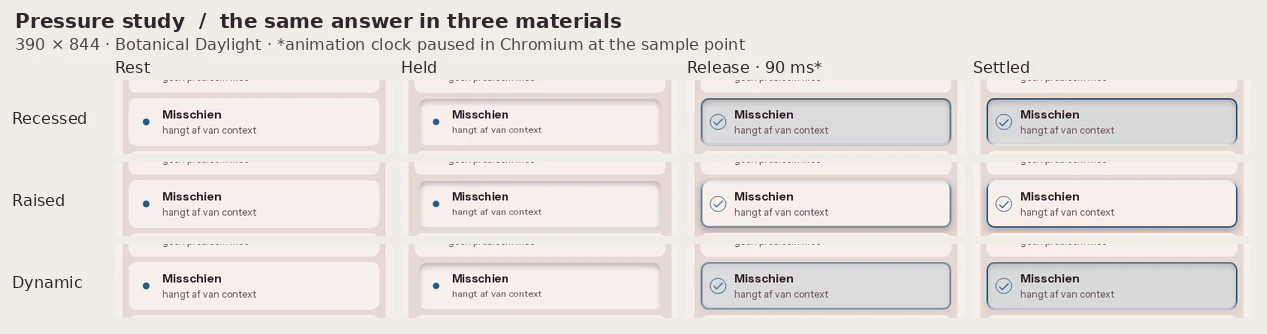 Pressure study / the same answer in three materials
390 × 844 · Botanical Daylight · *animation clock paused in Chromium at the sample point
Rest Held Release · 90 ms* Settled
Recessed
Misschien Misschien Misschien Misschien
hangt af van context hangt af van context hangt af van context hangt af van context
Raised
Misschien Misschien Misschien Misschien
hangt af van context hangt af van context hangt af van context hangt af van context
Dynamic
Misschien Misschien Misschien Misschien
hangt af van context hangt af van context hangt af van context hangt af van context